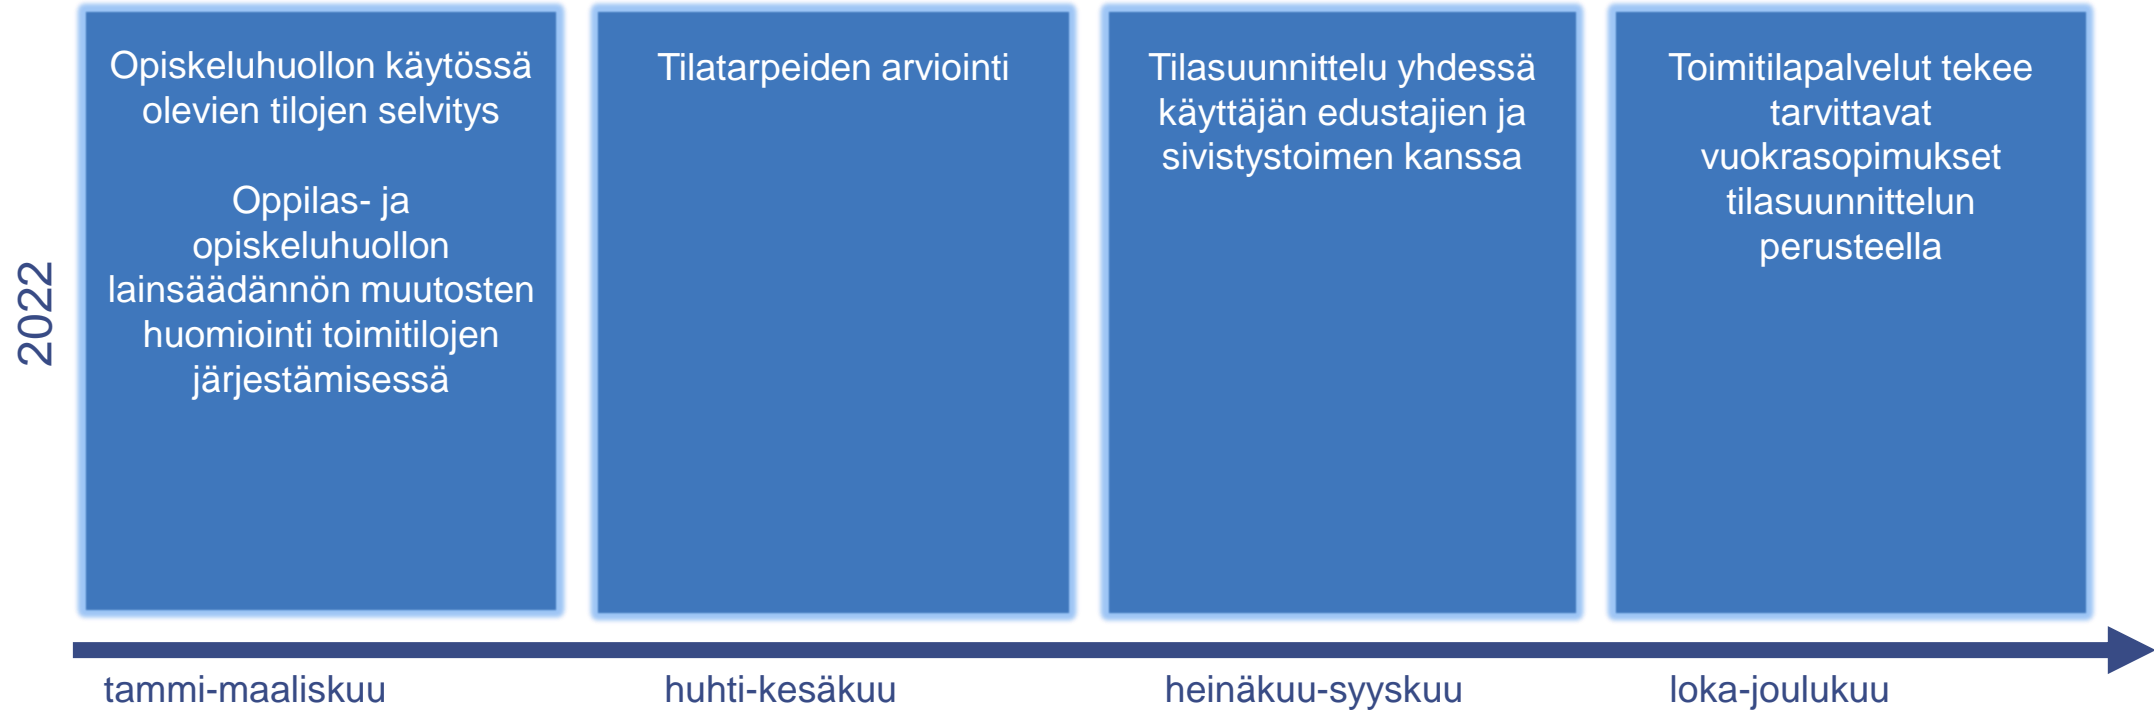 2022
Opiskeluhuollon käytössä
olevien tilojen selvitys
Oppilas- ja
opiskeluhuollon
lainsäädännön muutosten
huomiointi toimitilojen
järjestämisessä
Tilatarpeiden arviointi
Tilasuunnittelu yhdessä
käyttäjän edustajien ja
sivistystoimen kanssa
Toimitilapalvelut tekee
tarvittavat
vuokrasopimukset
tilasuunnittelun
perusteella
tammi-maaliskuu
huhti-kesäkuu
heinäkuu-syyskuu
loka-joulukuu